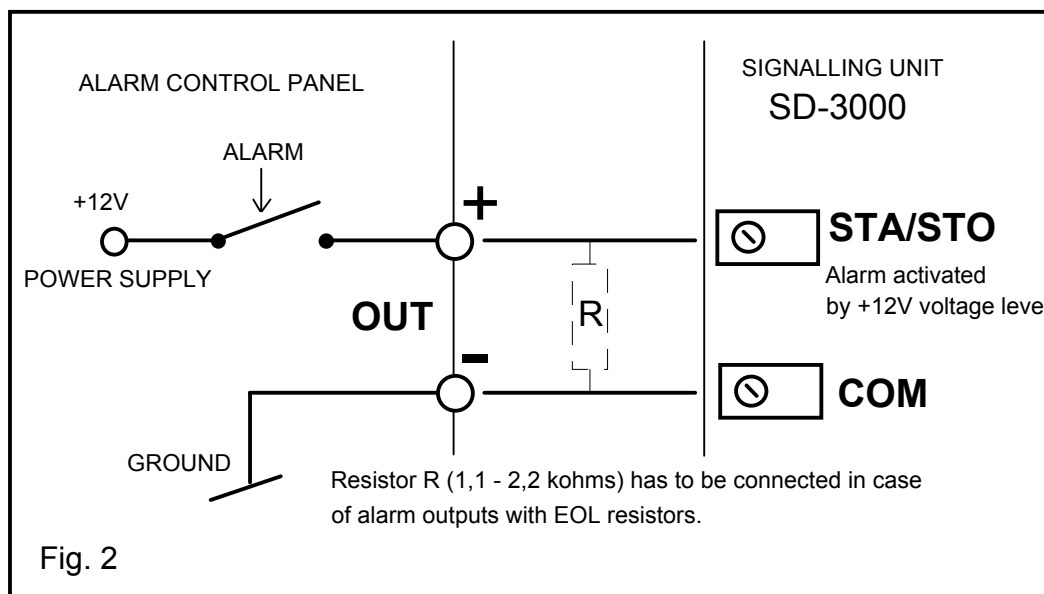 ALARM CONTROL PANEL
SIGNALLING UNIT
SD-3000
ALARM
+12V
POWER SUPPLY
+
OUT
-
R
STA/STO
Alarm activated
by +12V voltage leve
COM
GROUND
Resistor R (1,1 - 2,2 kohms) has to be connected in case
of alarm outputs with EOL resistors.
Fig. 2